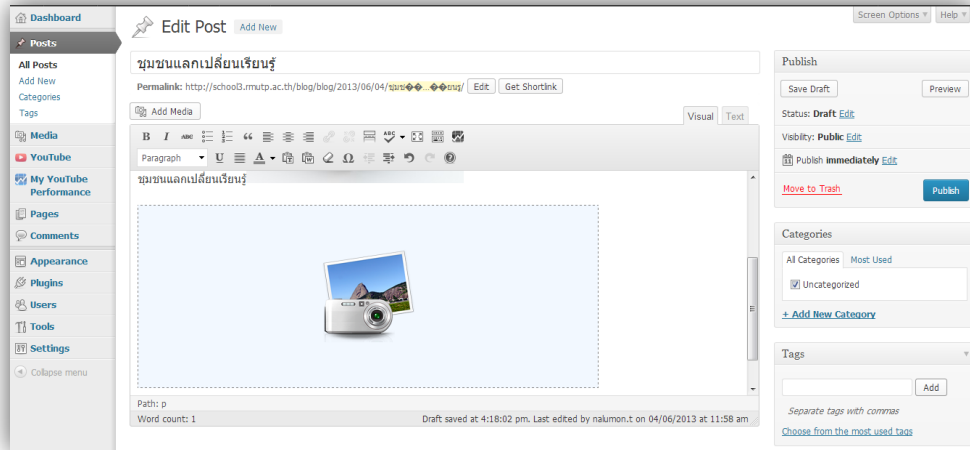 Dashboard
Posts
All Posts
Add New
Categories
Tags
Media
YouTube
My YouTube
Performance
Pages
Comments
Appearance
Plugins
Users
Tools
Settings
Collapse menu
Screen Options
Help
Edit Post Add New
ชุมชนแลกเปลี่ยนเรียนรู้
Permalink: http://school3.rmutp.ac.th/blog/blog/2013/06/04/ชุมช��...��ยนรู/ Edit Get Shortlink
Add Media
Visual Text
B I ABC
Paragraph U A Ω
ชุมชนแลกเปลี่ยนเรียนรู้
Path: p
Word count: 1 Draft saved at 4:18:02 pm. Last edited by nalumon.t on 04/06/2013 at 11:58 am
Publish
Save Draft Preview
Status: Draft Edit
Visibility: Public Edit
Publish immediately Edit
Move to Trash Publish
Categories
All Categories Most Used
Uncategorized
+ Add New Category
Tags
Add
Separate tags with commas
Choose from the most used tags